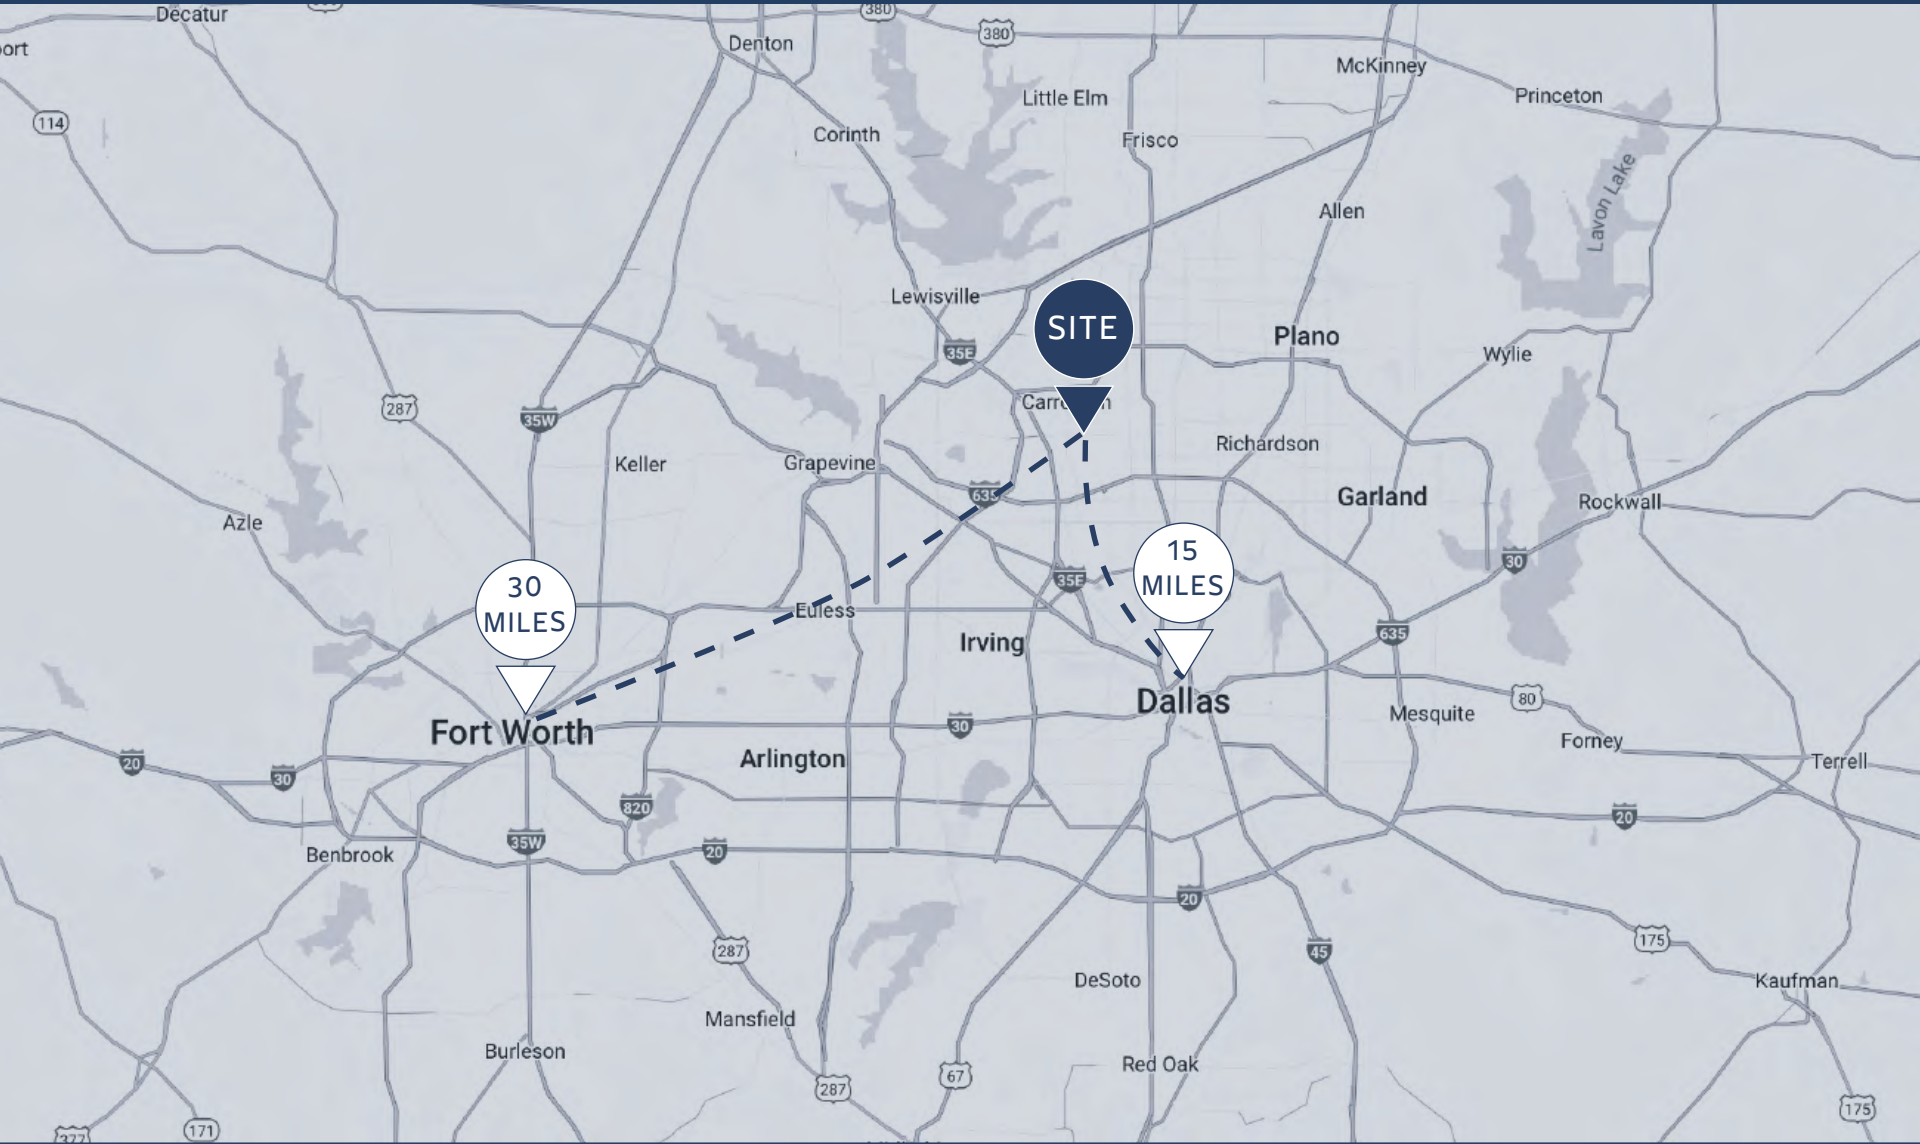 Decatur
380
380
Denton
McKinney
Little Elm
Princeton
114
Corinth
Frisco
Lavon Lake
Allen
Lewisville
SITE
Plano
35E
Wylie
287
35W
Richardson
Keller
Grapevine
635
Garland
Rockwall
Azle
15
MILES
30
35E
30
MILES
Euless
Irving
635
Dallas
80
Mesquite
Fort Worth
30
Forney
Arlington
Terrell
20
30
820
20
35W
20
Benbrook
20
287
175
45
DeSoto
Kaufman
Mansfield
Burleson
Red Oak
67
287
175
171
377